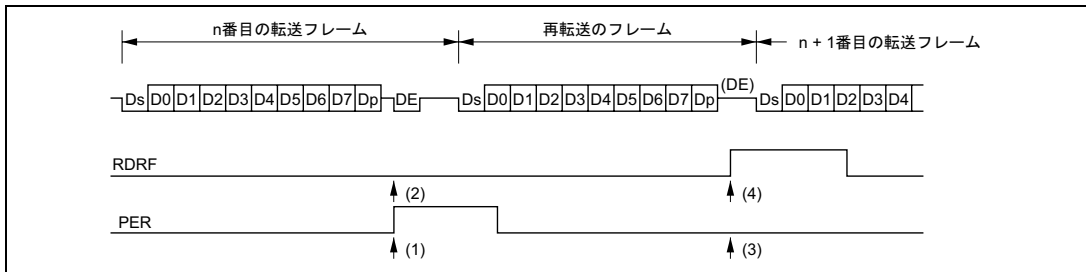 n番目の転送フレーム 再転送のフレーム n + 1番目の転送フレーム
Ds D0 D1 D2 D3 D4 D5 D6 D7 Dp DE Ds D0 D1 D2 D3 D4 D5 D6 D7 Dp (DE) Ds D0 D1 D2 D3 D4
RDRF
(2) (4)
PER
(1) (3)